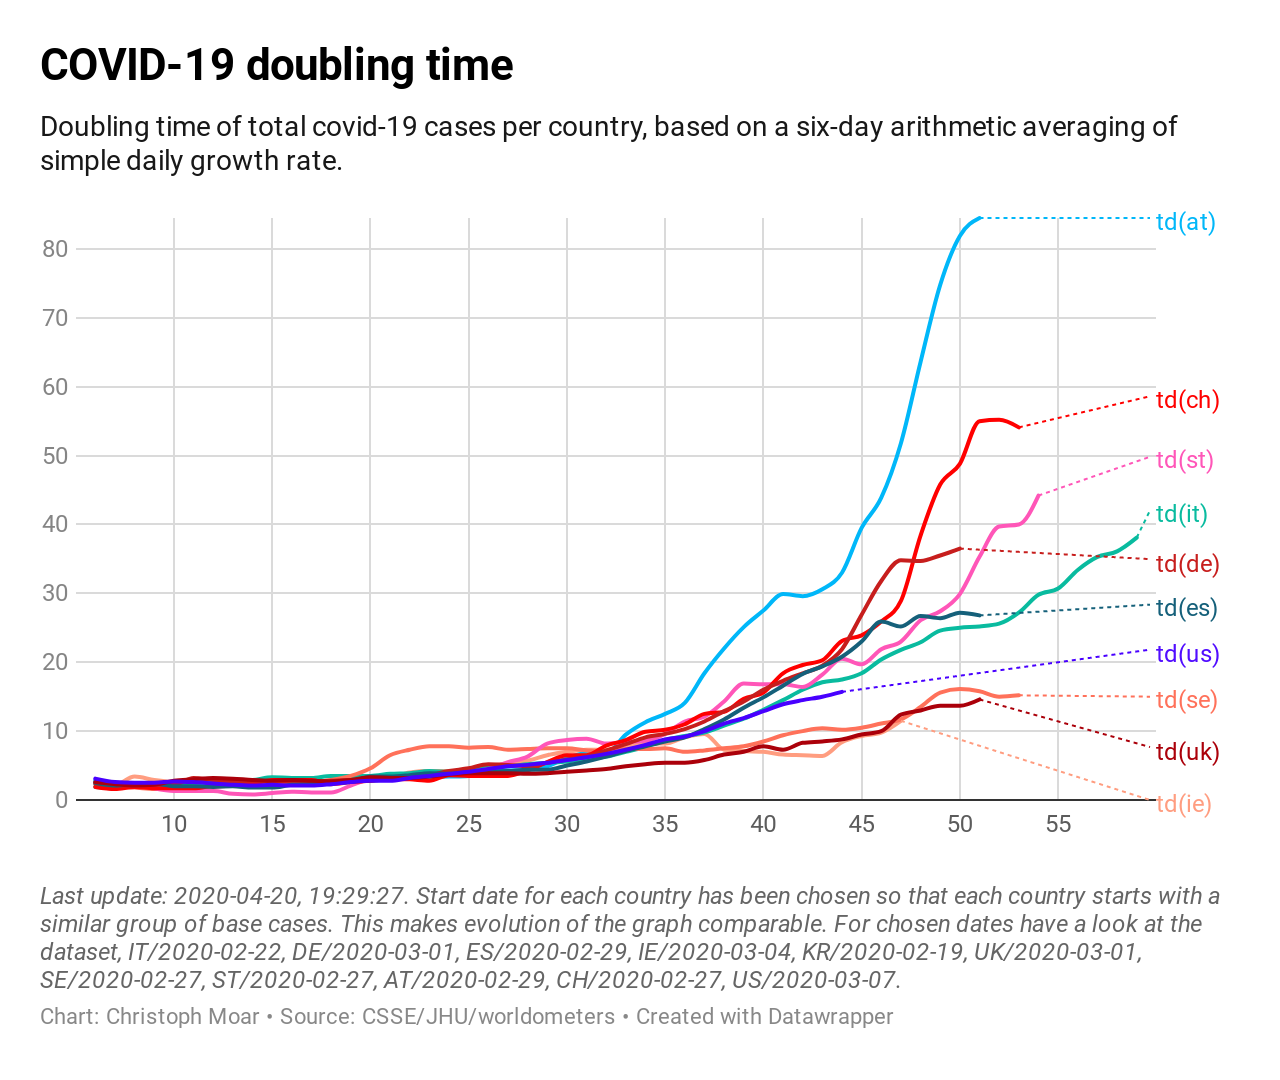 COVID-19 doubling time
Doubling time of total covid-19 cases per country, based on a six-day arithmetic averaging of
simple daily growth rate.
td(at)
80
70
60
td(ch)
50
td(st)
40
td(it)
td(de)
30
td(es)
20
td(us)
td(se)
10
td(uk)
0
td(ie)
10 15 20 25 30 35 40 45 50 55
Last update: 2020-04-20, 19:29:27. Start date for each country has been chosen so that each country starts with a
similar group of base cases. This makes evolution of the graph comparable. For chosen dates have a look at the
dataset, IT/2020-02-22, DE/2020-03-01, ES/2020-02-29, IE/2020-03-04, KR/2020-02-19, UK/2020-03-01,
SE/2020-02-27, ST/2020-02-27, AT/2020-02-29, CH/2020-02-27, US/2020-03-07.
Chart: Christoph Moar • Source: CSSE/JHU/worldometers • Created with Datawrapper